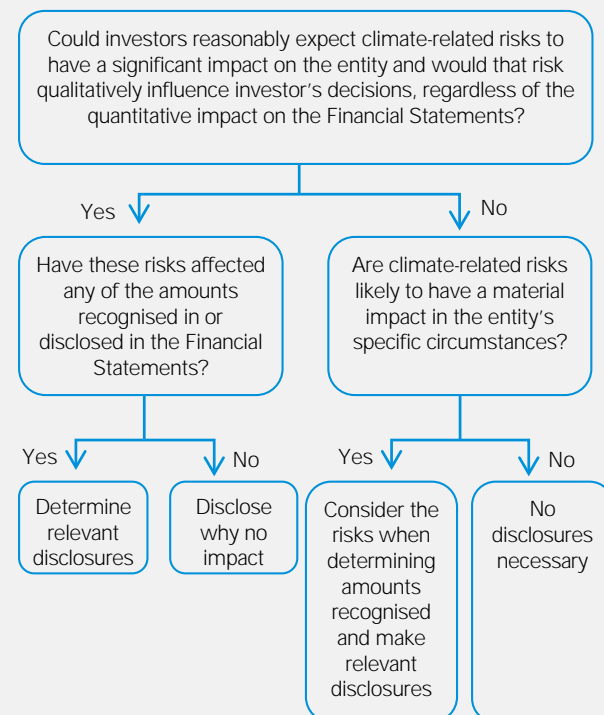 Could investors reasonably expect climate-related risks to
have a significant impact on the entity and would that risk
qualitatively influence investor's decisions, regardless of the
quantitative impact on the Financial Statements?
Yes
No
Have these risks affected
any of the amounts
recognised in or
disclosed in the Financial
Statements?
Are climate-related risks
likely to have a material
impact in the entity's
specific circumstances?
Yes
No
Yes
No
Determine
relevant
disclosures
Disclose
why no
impact
Consider the
risks when
determining
amounts
recognised
and make
relevant
disclosures
No
disclosures
necessary